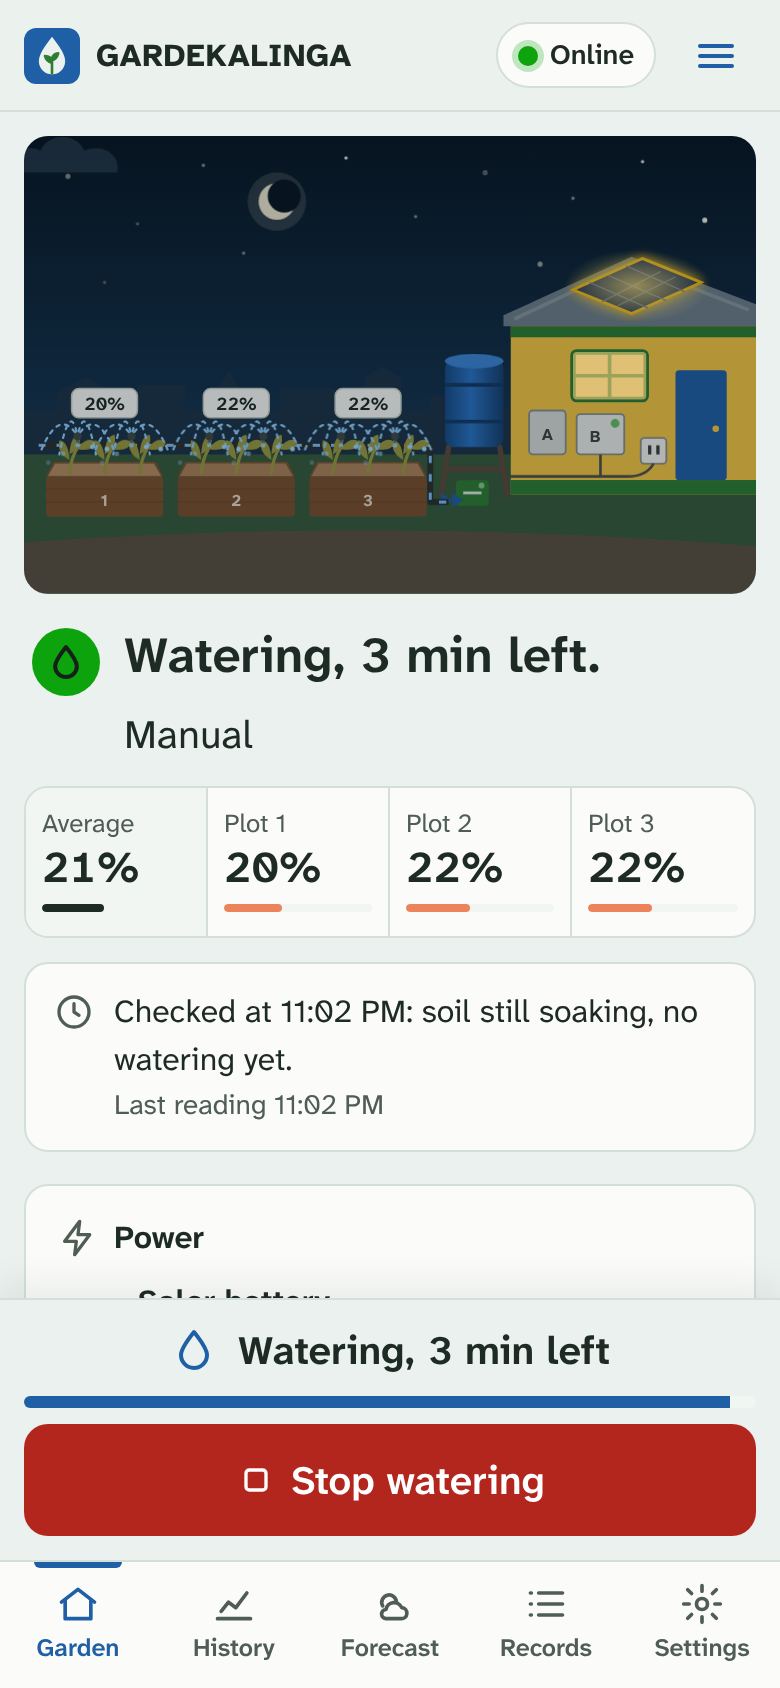 GARDEKALINGA
Online
20%
22%
22%
A
B
1
2
3
Watering, 3 min left.
Manual
Average
21%
Plot 1
20%
Plot 2
22%
Plot 3
22%
Checked at 11:02 PM: soil still soaking, no
watering yet.
Last reading 11:02 PM
Power
Solar battery
Watering, 3 min left
Stop watering
Garden
History
Forecast
Records
Settings